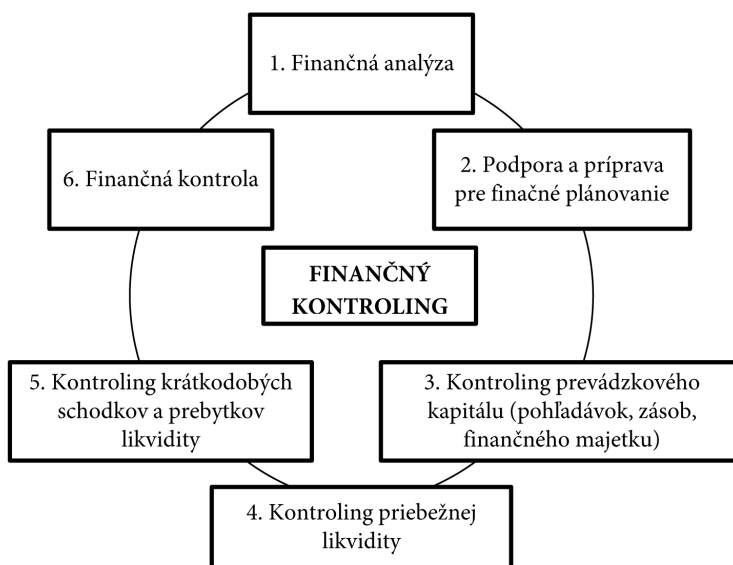 1. Finančná analýza
2. Podpora a príprava
pre finačné plánovanie
3. Kontroling prevádzkového
kapitálu (pohľadávok, zásob,
finančného majetku)
4. Kontroling priebežnej
likvidity
5. Kontroling krátkodobých
schodkov a prebytkov
likvidity
6. Finančná kontrola
FINANČNÝ
KONTROLING